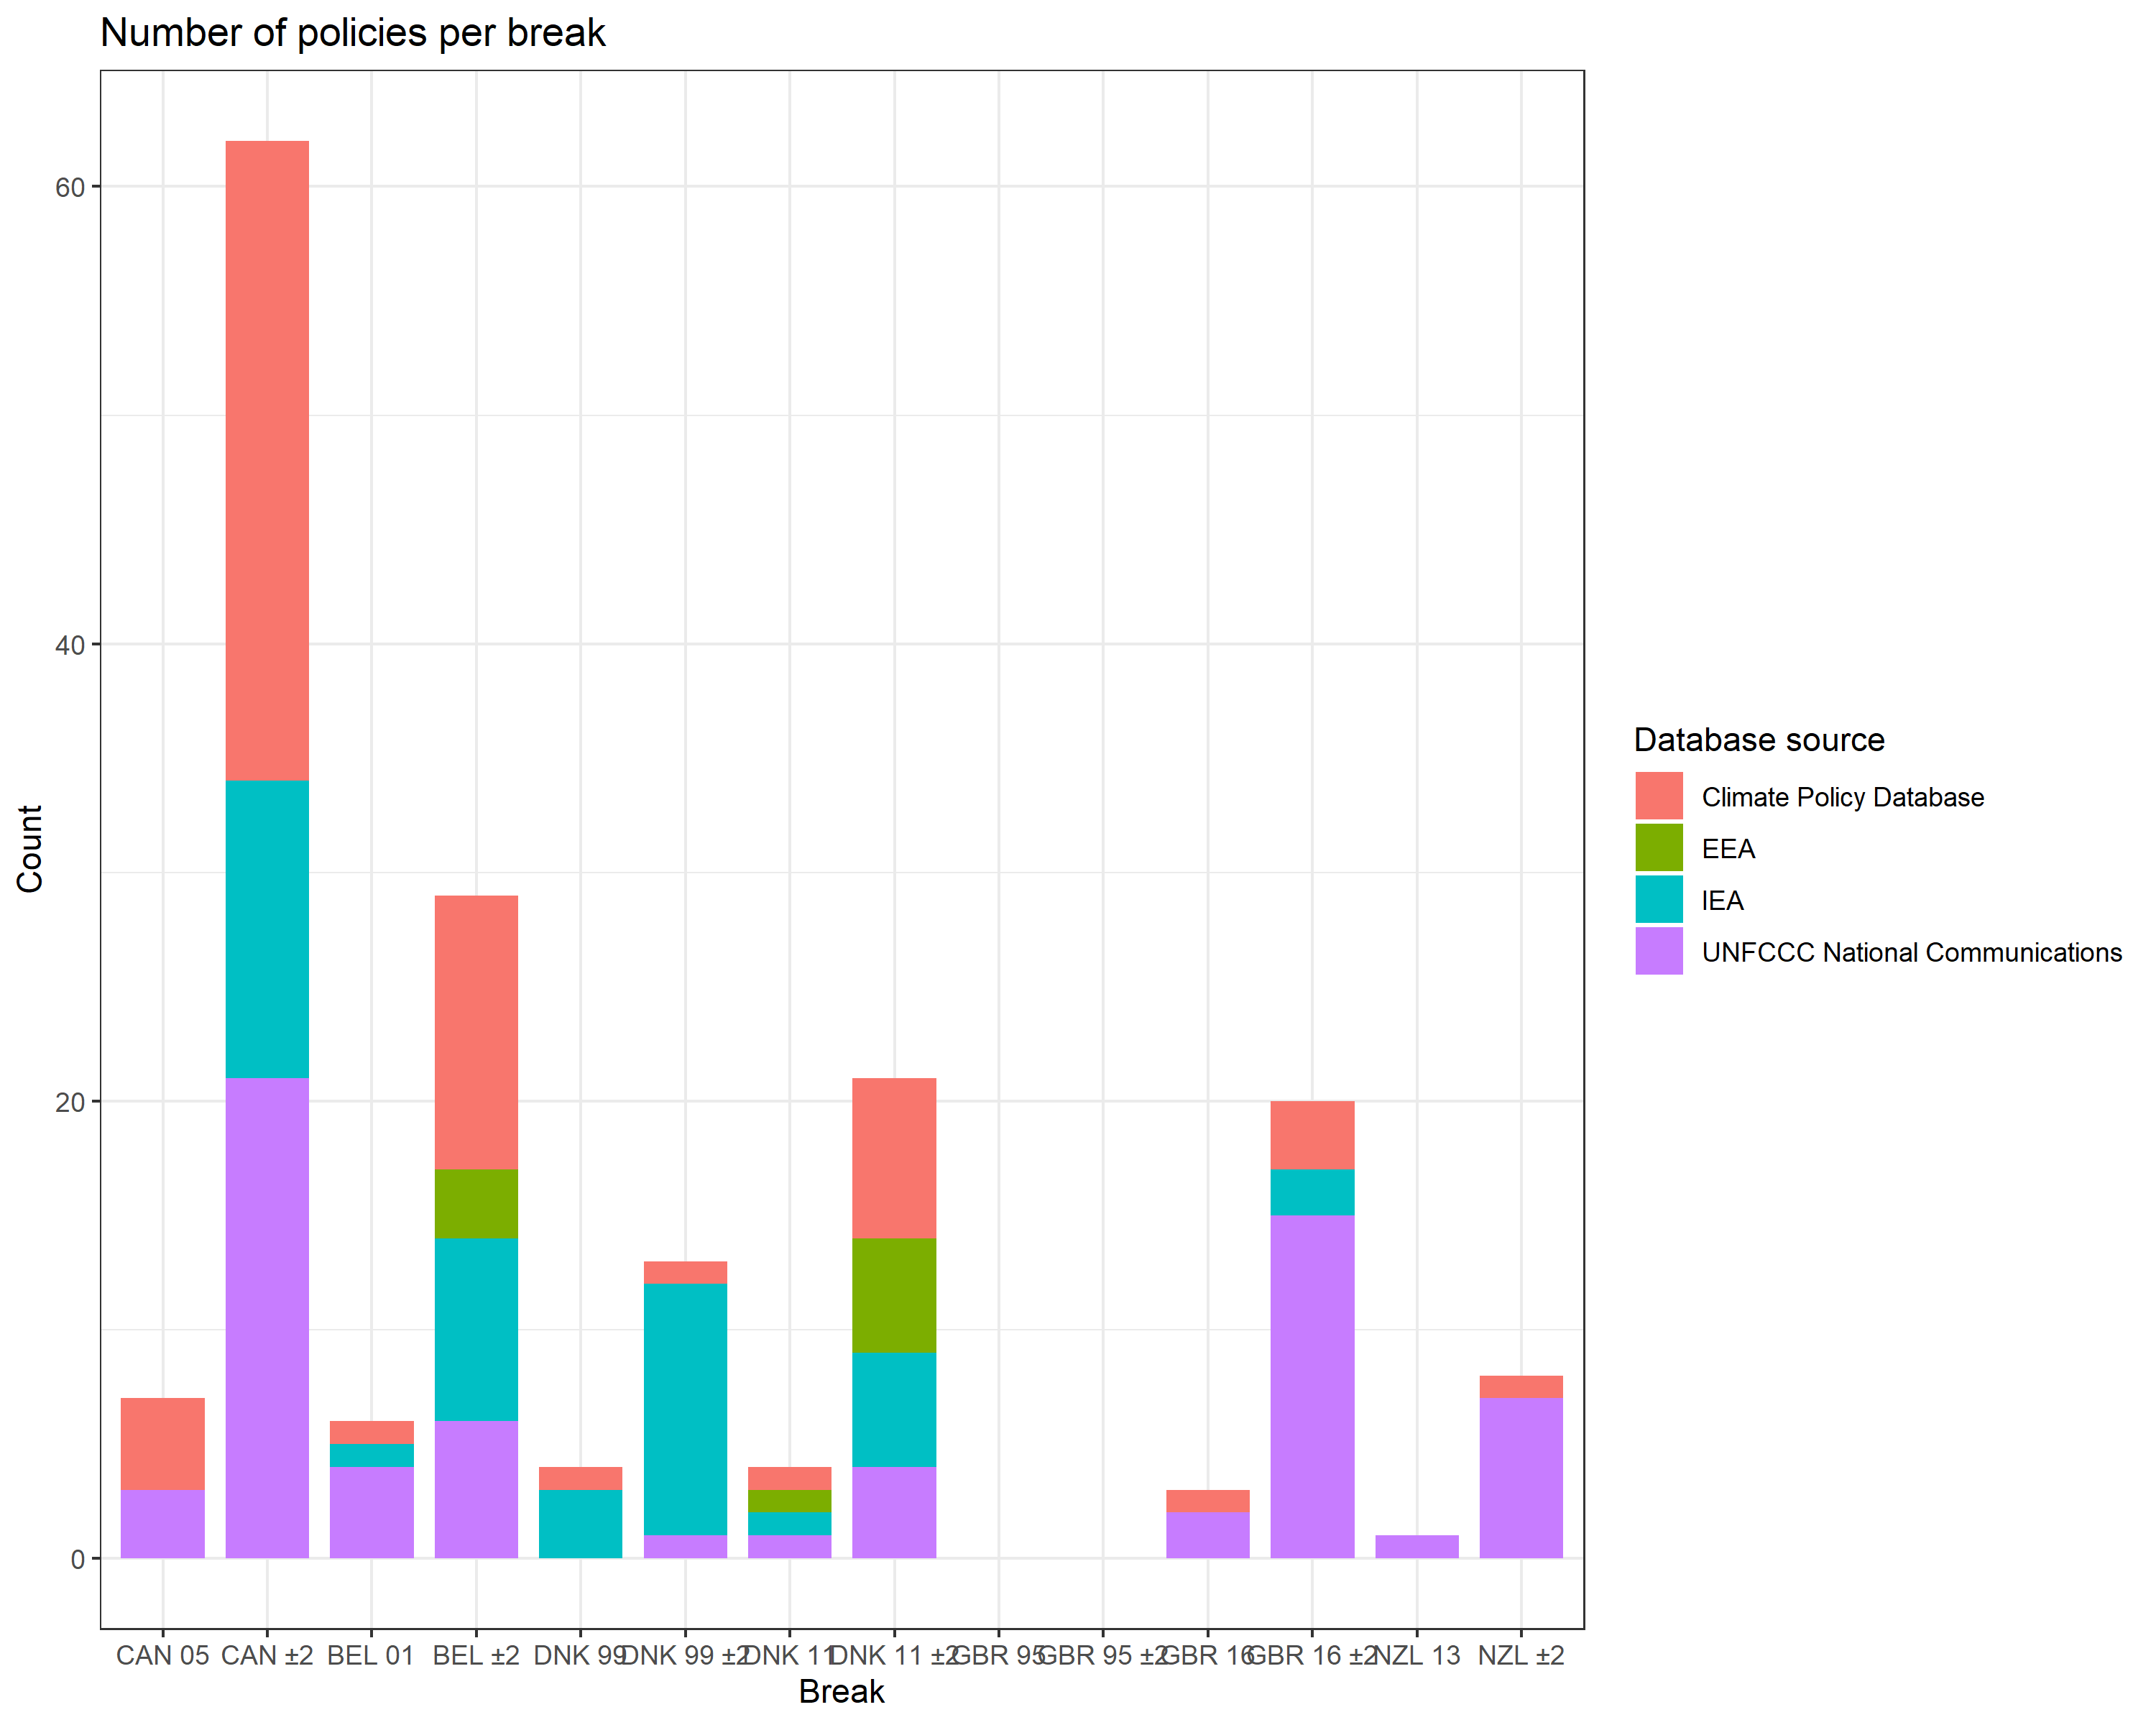 Number of policies per break
Count
60
40
20
0
CAN 05 CAN ±2 BEL 01 BEL ±2 DNK 99 DNK 99 ±2 DNK 11 DNK 11 ±2 GBR 95 GBR 95 ±2 GBR 16 GBR 16 ±2 NZL 13 NZL ±2
Break
Database source
Climate Policy Database
EEA
IEA
UNFCCC National Communications